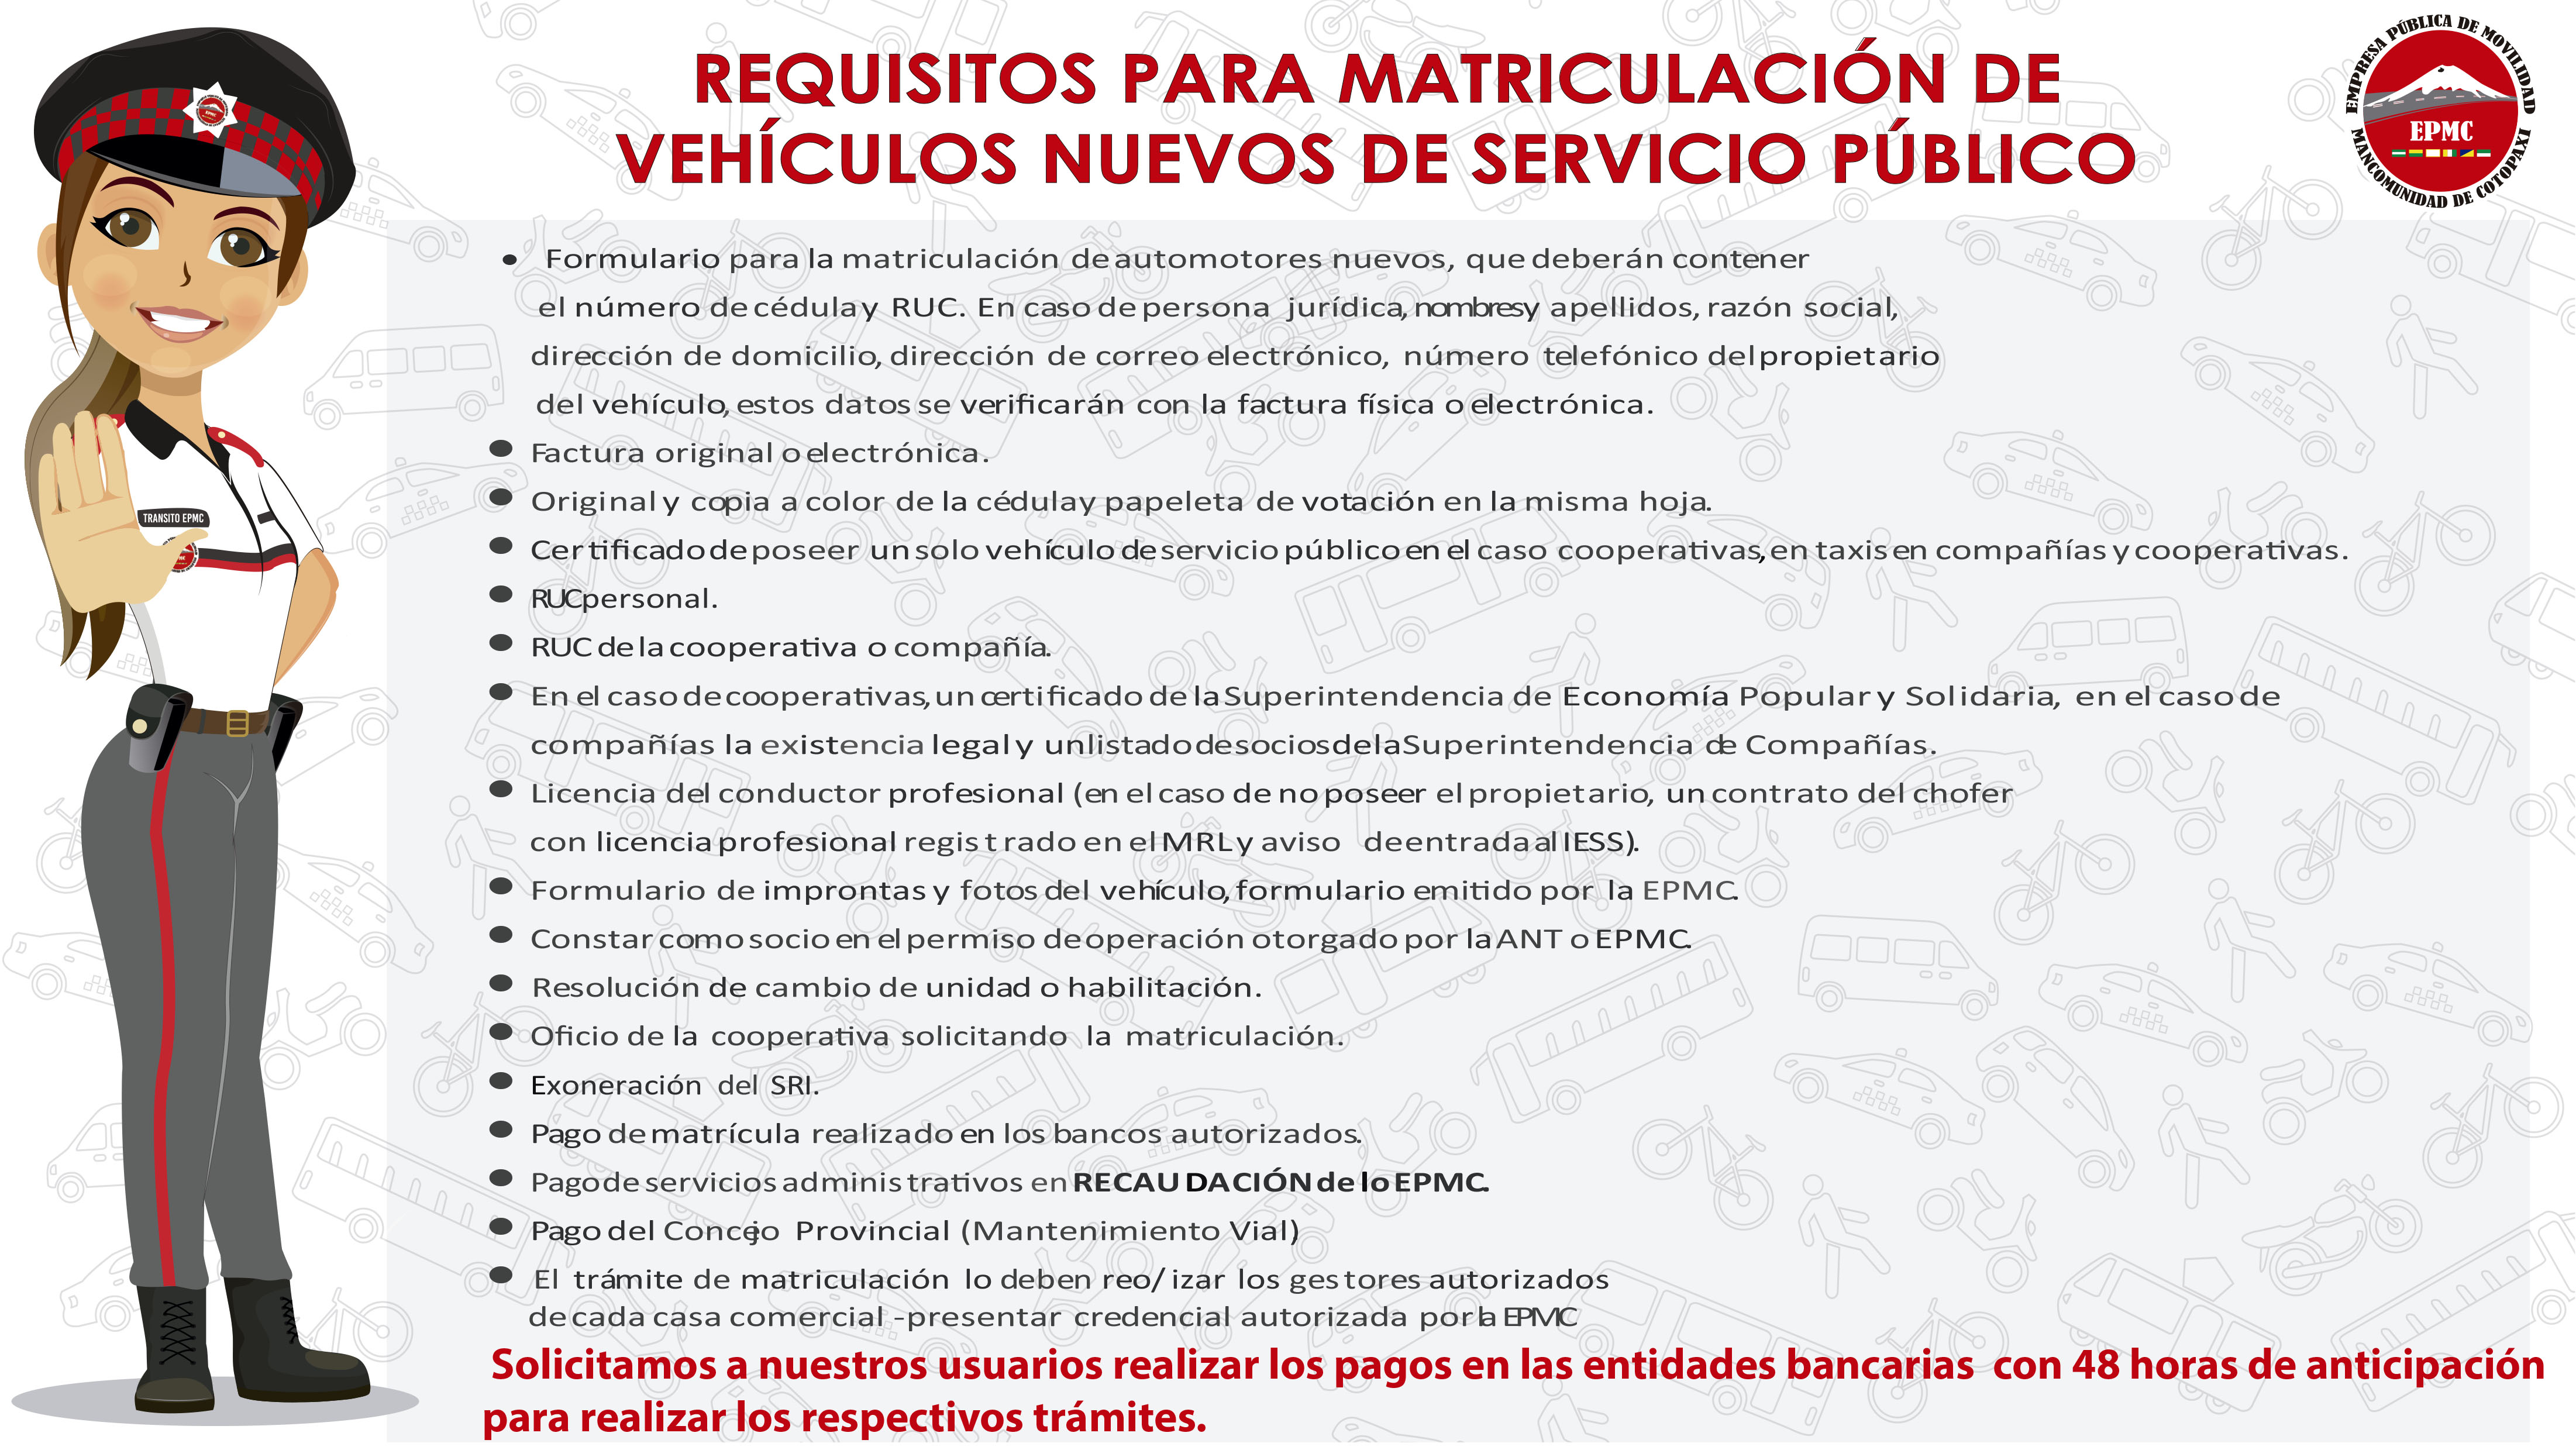 REQUISITOS PARA MATRICULACIÓN DE
VEHÍCULOS NUEVOS DE SERVICIO PÚBLICO
EMPRESA PÚBLICA DE MOVILIDAD
EPMC
MANCOMUNIDAD DE COTOPAXI
TRANSITO EPMC
• Formulario para la matriculación de automotores nuevos, que deberán contener
el número de cédula y RUC. En caso de persona jurídica, nombres y apellidos, razón social,
dirección de domicilio, dirección de correo electrónico, número telefónico del propietario
del vehículo, estos datos se verificarán con la factura física o electrónica.
• Factura original o electrónica.
• Original y copia a color de la cédula y papeleta de votación en la misma hoja.
• Certificado de poseer un solo vehículo de servicio público en el caso cooperativas, en taxis en compañías y cooperativas.
• RUC personal.
• RUC de la cooperativa o compañía.
• En el caso de cooperativas, un certificado de la Superintendencia de Economía Popular y Solidaria, en el caso de
compañías la existencia legal y un listado de socios de la Superintendencia de Compañías.
• Licencia del conductor profesional (en el caso de no poseer el propietario, un contrato del chofer
con licencia profesional registrado en el MRL y aviso de entrada al IESS).
• Formulario de improntas y fotos del vehículo, formulario emitido por la EPMC.
• Constar como socio en el permiso de operación otorgado por la ANT o EPMC.
• Resolución de cambio de unidad o habilitación.
• Oficio de la cooperativa solicitando la matriculación.
• Exoneración del SRI.
• Pago de matrícula realizado en los bancos autorizados.
• Pago de servicios administrativos en RECAUDACIÓN de lo EPMC.
• Pago del Concejo Provincial (Mantenimiento Vial)
• El trámite de matriculación lo deben reo/ izar los gestores autorizados
de cada casa comercial -presentar credencial autorizada por la EPMC
Solicitamos a nuestros usuarios realizar los pagos en las entidades bancarias con 48 horas de anticipación
para realizar los respectivos trámites.